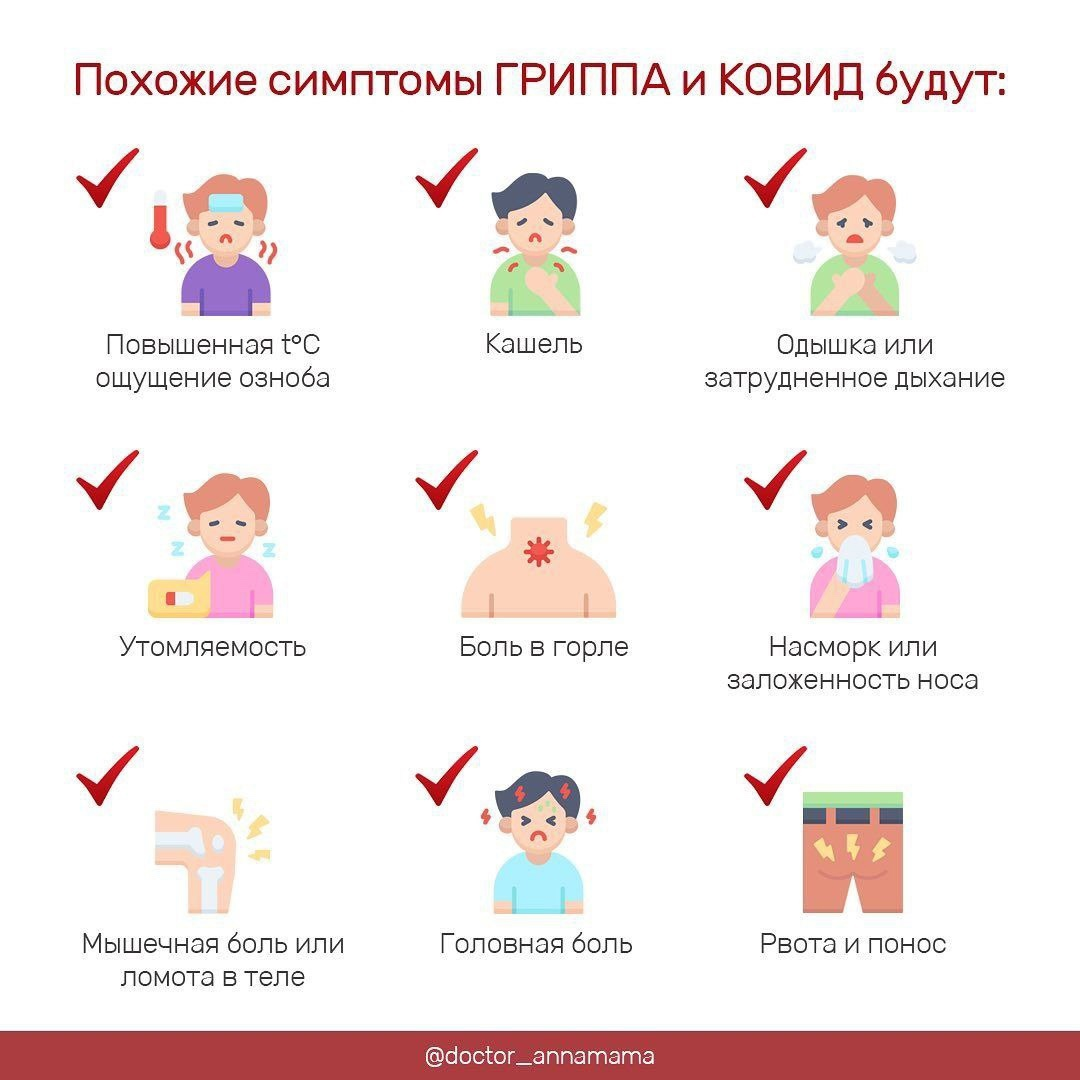 Похожие симптомы ГРИППА и КОВИД будут:
Повышенная t°C
ощущение озноба
Кашель
Одышка или
затрудненное дыхание
Утомляемость
Боль в горле
Насморк или
заложенность носа
Мышечная боль или
ломота в теле
Головная боль
Рвота и понос
@doctor_annamama